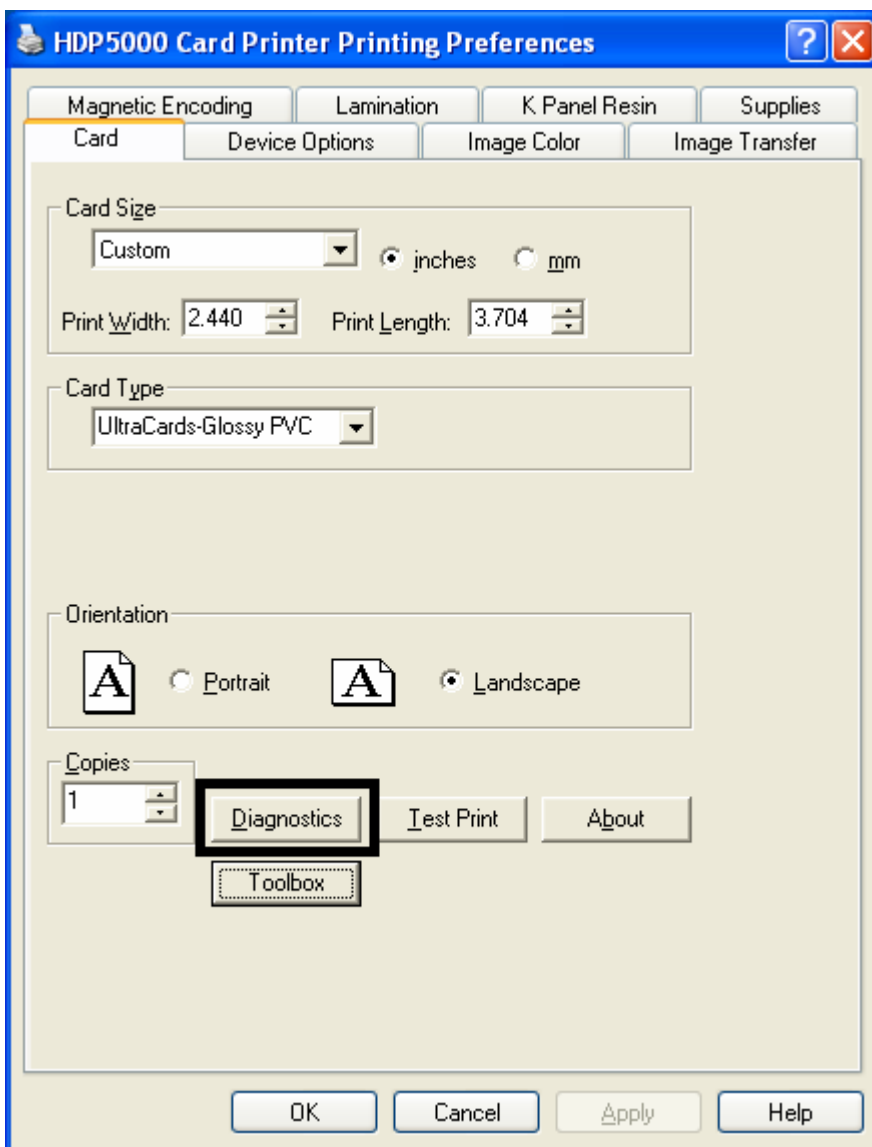 HDP5000 Card Printer Printing Preferences
Magnetic Encoding Lamination K Panel Resin Supplies
Card Device Options Image Color Image Transfer
Card Size
Custom inches mm
Print Width: 2.440 Print Length: 3.704
Card Type
UltraCards-Glossy PVC
Orientation
A Portrait A Landscape
Copies
1 Diagnostics Test Print About
Toolbox
OK Cancel Apply Help